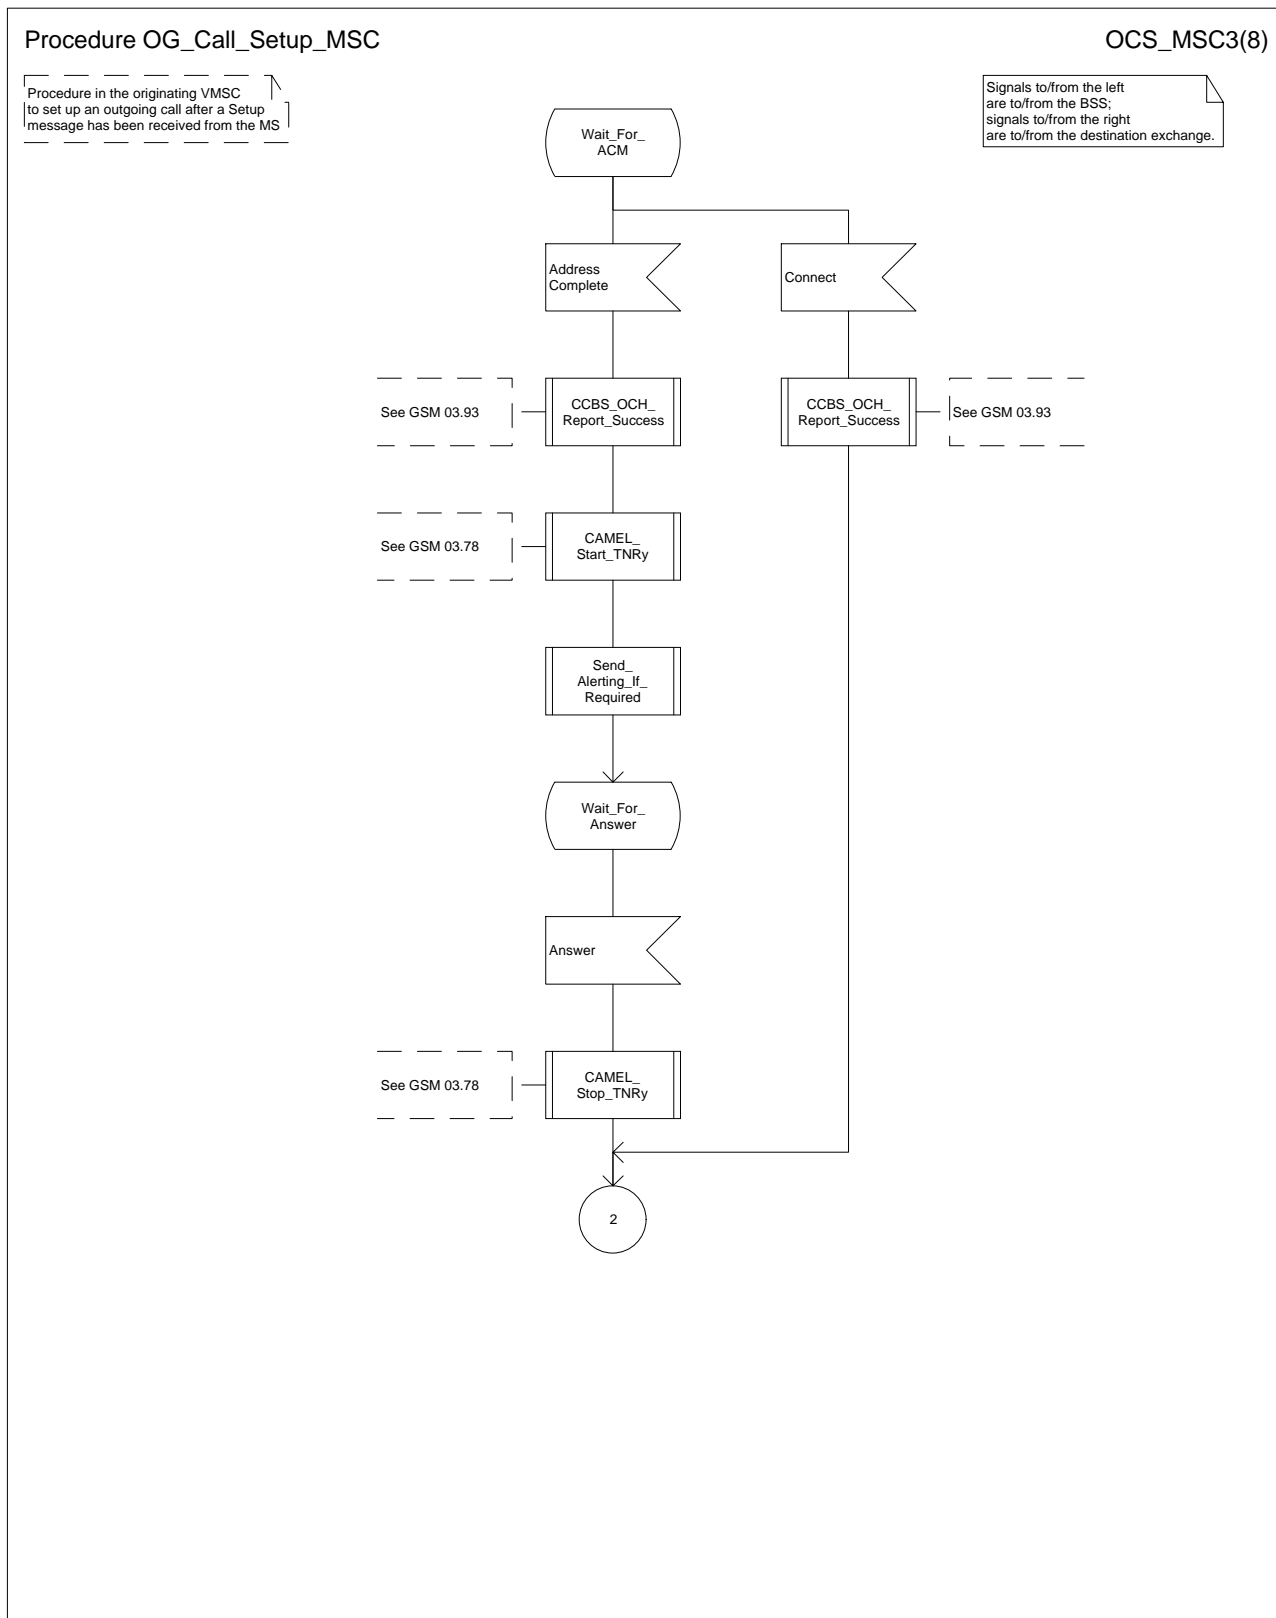 Procedure OG_Call_Setup_MSC
OCS_MSC3(8)
Procedure in the originating VMSC
to set up an outgoing call after a Setup
message has been received from the MS
Signals to/from the left
are to/from the BSS;
signals to/from the right
are to/from the destination exchange.
Wait_For_
ACM
Address
Complete
Connect
See GSM 03.93
CCBS_OCH_
Report_Success
CCBS_OCH_
Report_Success
See GSM 03.93
See GSM 03.78
CAMEL_
Start_TNRy
Send_
Alerting_If_
Required
Wait_For_
Answer
Answer
See GSM 03.78
CAMEL_
Stop_TNRy
2